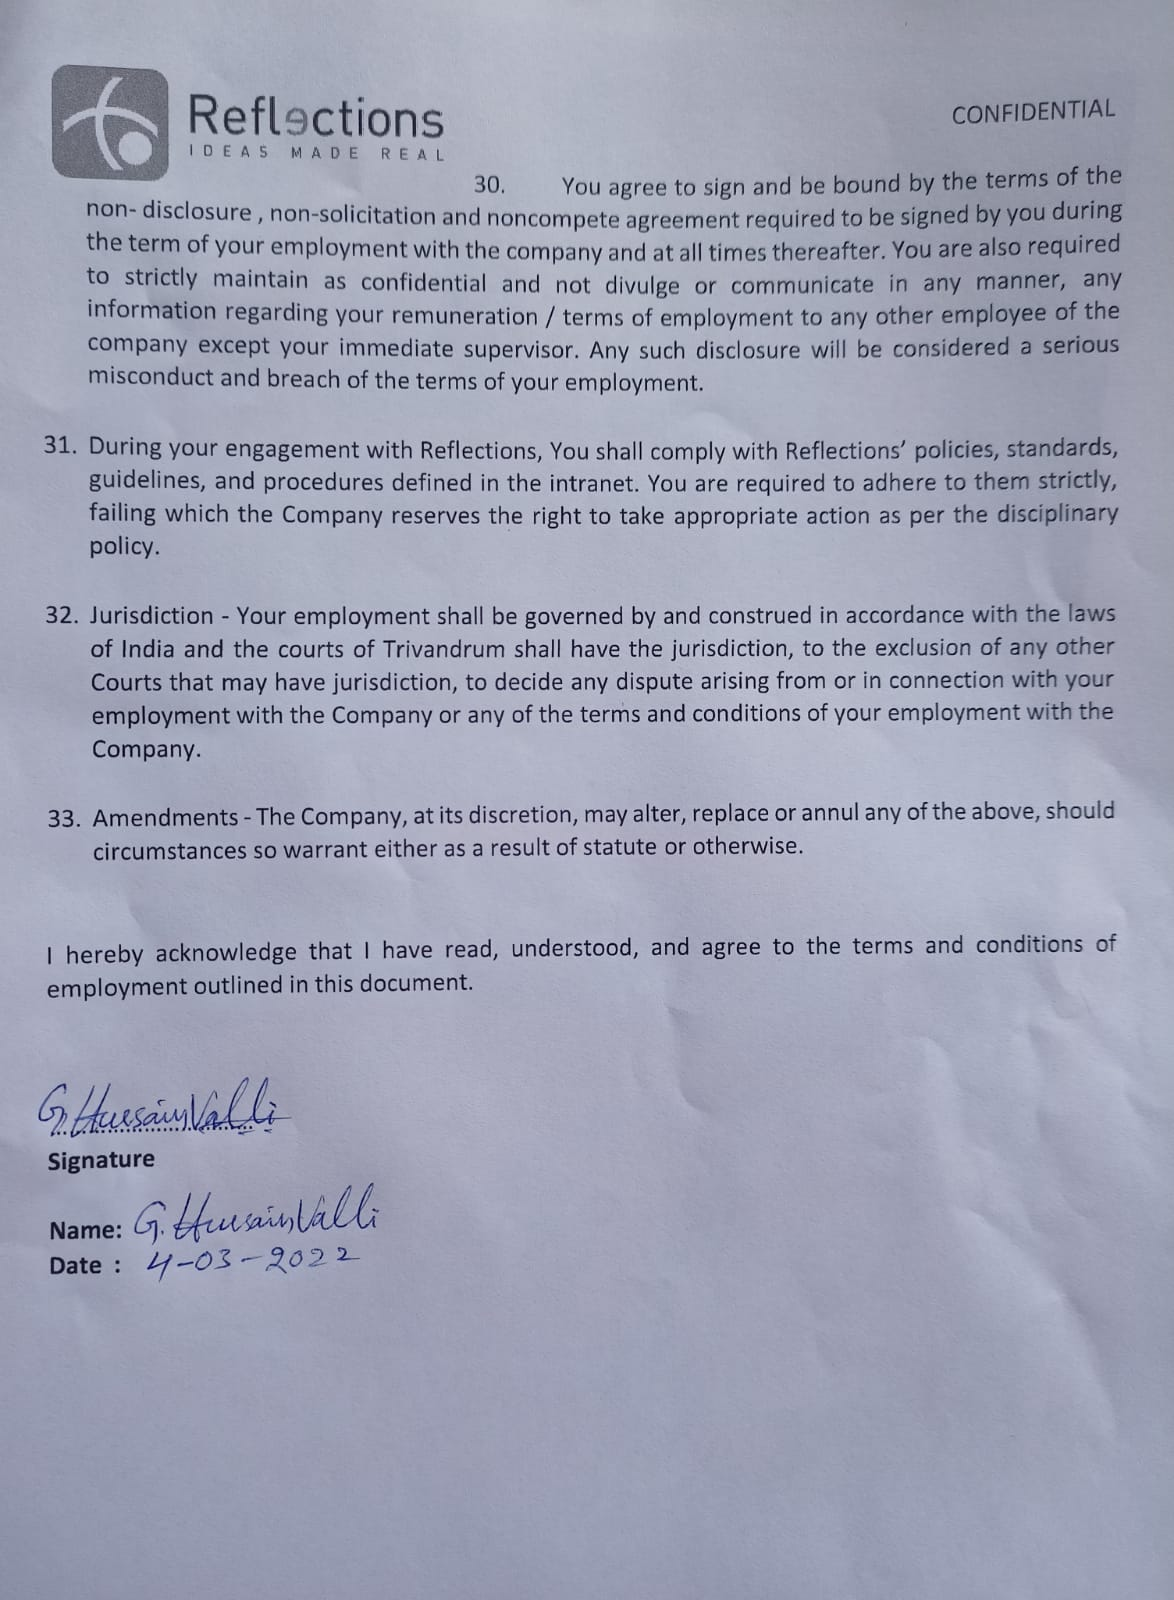 Reflections
IDEAS MADE REAL
CONFIDENTIAL
30. You agree to sign and be bound by the terms of the
non- disclosure , non-solicitation and noncompete agreement required to be signed by you during
the term of your employment with the company and at all times thereafter. You are also required
to strictly maintain as confidential and not divulge or communicate in any manner, any
information regarding your remuneration / terms of employment to any other employee of the
company except your immediate supervisor. Any such disclosure will be considered a serious
misconduct and breach of the terms of your employment.
31. During your engagement with Reflections, You shall comply with Reflections’ policies, standards,
guidelines, and procedures defined in the intranet. You are required to adhere to them strictly,
failing which the Company reserves the right to take appropriate action as per the disciplinary
policy.
32. Jurisdiction - Your employment shall be governed by and construed in accordance with the laws
of India and the courts of Trivandrum shall have the jurisdiction, to the exclusion of any other
Courts that may have jurisdiction, to decide any dispute arising from or in connection with your
employment with the Company or any of the terms and conditions of your employment with the
Company.
33. Amendments - The Company, at its discretion, may alter, replace or annul any of the above, should
circumstances so warrant either as a result of statute or otherwise.
I hereby acknowledge that I have read, understood, and agree to the terms and conditions of
employment outlined in this document.
G. HussainValli
Signature
Name: G. HussainValli
Date : 4-03-2022